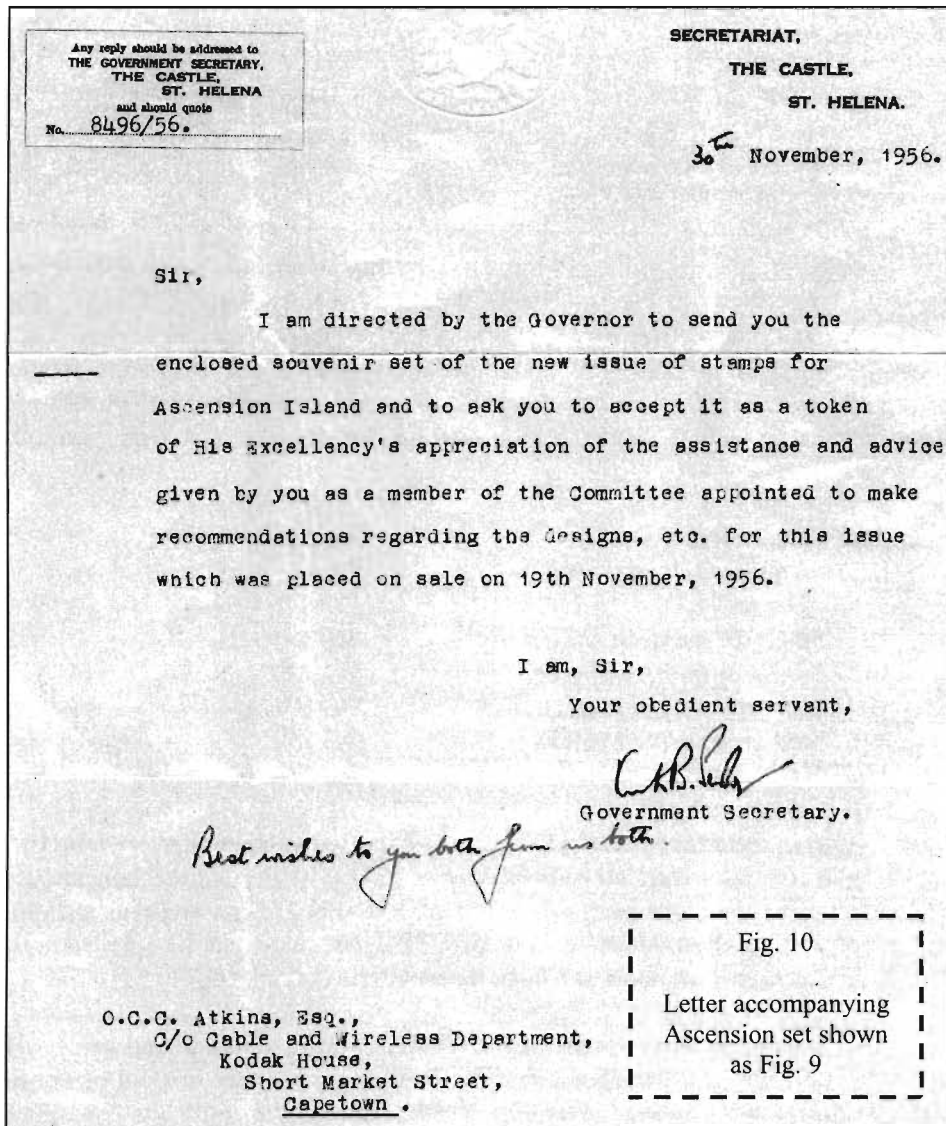 Any reply should be addressed to
THE GOVERNMENT SECRETARY,
THE CASTLE,
ST. HELENA
and should quote
No. 8496/56.
SECRETARIAT,
THE CASTLE,
ST. HELENA.
30th November, 1956.
Sir,
I am directed by the Governor to send you the
enclosed souvenir set of the new issue of stamps for
Ascension Island and to ask you to accept it as a token
of His Excellency's appreciation of the assistance and advice
given by you as a member of the Committee appointed to make
recommendations regarding the designs, etc. for this issue
which was placed on sale on 19th November, 1956.
I am, Sir,
Your obedient servant,
Government Secretary.
Best wishes to you both from us both.
Fig. 10
Letter accompanying
Ascension set shown
as Fig. 9
O.C.C. Atkins, Esq.,
C/o Cable and Wireless Department,
Kodak House,
Short Market Street,
Capetown.